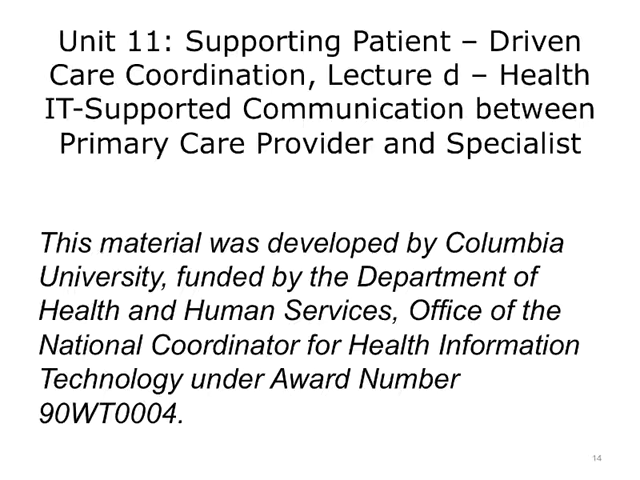 Unit 11: Supporting Patient – Driven
Care Coordination, Lecture d – Health
IT-Supported Communication between
Primary Care Provider and Specialist
This material was developed by Columbia
University, funded by the Department of
Health and Human Services, Office of the
National Coordinator for Health Information
Technology under Award Number
90WT0004.
14